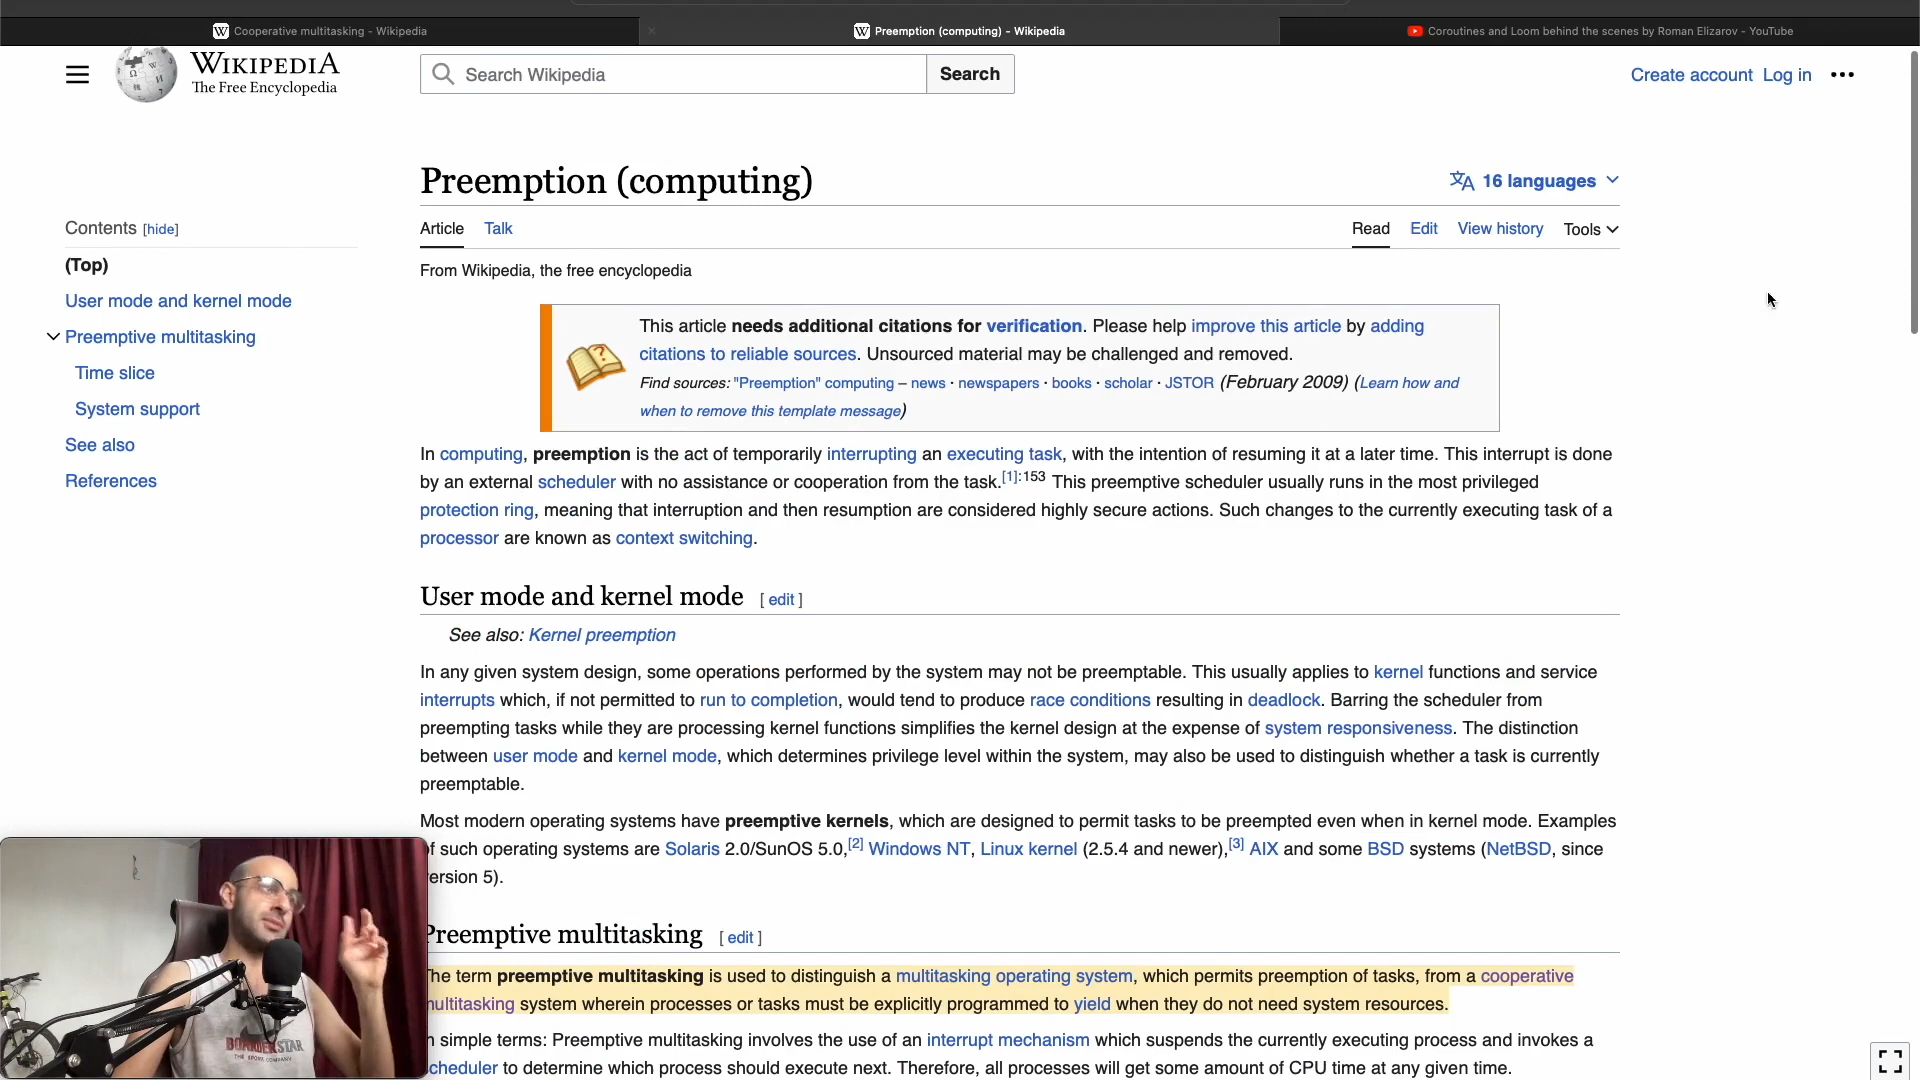 Cooperative multitasking - Wikipedia
Preemption (computing) - Wikipedia
Coroutines and Loom behind the scenes by Roman Elizarov - YouTube
WIKIPEDIA
The Free Encyclopedia
Search Wikipedia
Search
Create account Log in
Preemption (computing)
16 languages
Contents [hide]
(Top)
User mode and kernel mode
Preemptive multitasking
Time slice
System support
See also
References
Article Talk
Read Edit View history Tools
From Wikipedia, the free encyclopedia
This article needs additional citations for verification. Please help improve this article by adding
citations to reliable sources. Unsourced material may be challenged and removed.
Find sources: "Preemption" computing – news · newspapers · books · scholar · JSTOR (February 2009) (Learn how and
when to remove this template message)
In computing, preemption is the act of temporarily interrupting an executing task, with the intention of resuming it at a later time. This interrupt is done
by an external scheduler with no assistance or cooperation from the task.[1]:153 This preemptive scheduler usually runs in the most privileged
protection ring, meaning that interruption and then resumption are considered highly secure actions. Such changes to the currently executing task of a
processor are known as context switching.
User mode and kernel mode [ edit ]
See also: Kernel preemption
In any given system design, some operations performed by the system may not be preemptable. This usually applies to kernel functions and service
interrupts which, if not permitted to run to completion, would tend to produce race conditions resulting in deadlock. Barring the scheduler from
preempting tasks while they are processing kernel functions simplifies the kernel design at the expense of system responsiveness. The distinction
between user mode and kernel mode, which determines privilege level within the system, may also be used to distinguish whether a task is currently
preemptable.
Most modern operating systems have preemptive kernels, which are designed to permit tasks to be preempted even when in kernel mode. Examples
of such operating systems are Solaris 2.0/SunOS 5.0,[2] Windows NT, Linux kernel (2.5.4 and newer),[3] AIX and some BSD systems (NetBSD, since
version 5).
Preemptive multitasking [ edit ]
The term preemptive multitasking is used to distinguish a multitasking operating system, which permits preemption of tasks, from a cooperative
multitasking system wherein processes or tasks must be explicitly programmed to yield when they do not need system resources.
In simple terms: Preemptive multitasking involves the use of an interrupt mechanism which suspends the currently executing process and invokes a
scheduler to determine which process should execute next. Therefore, all processes will get some amount of CPU time at any given time.